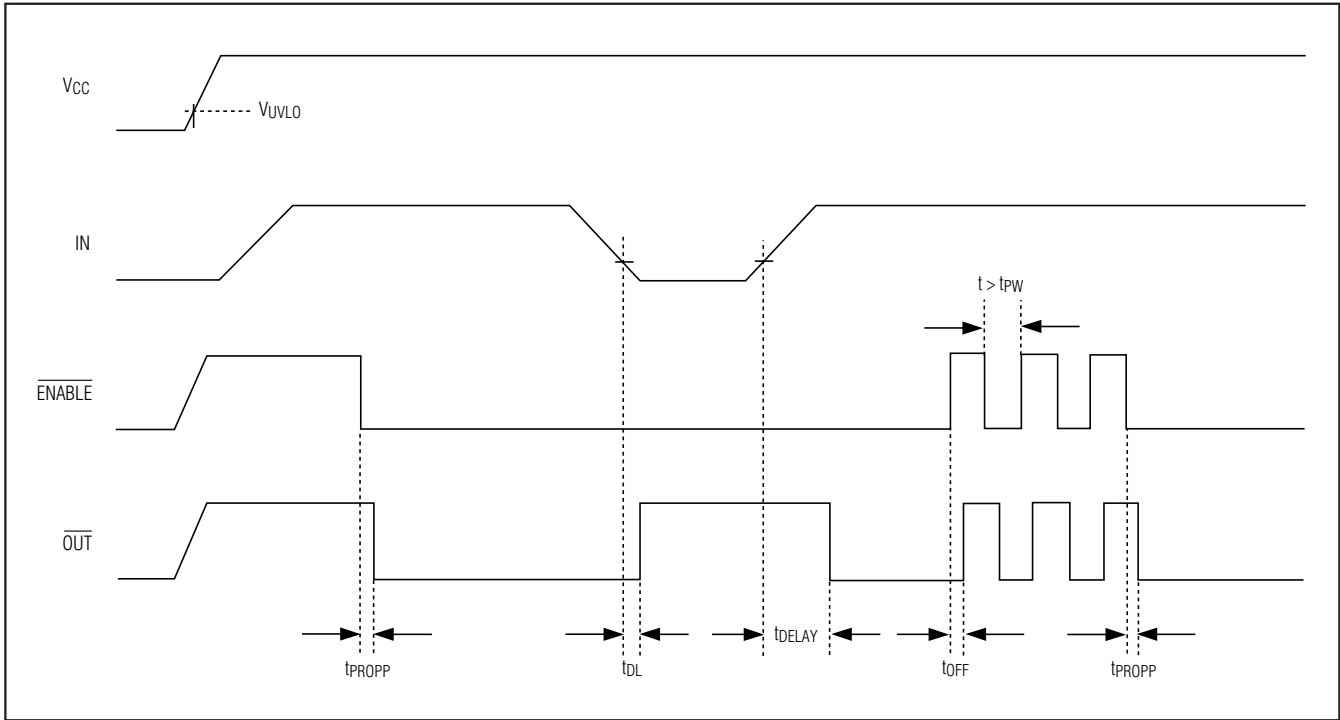 VCC
VUVLO
IN
t > tPW
ENABLE
OUT
tDELAY
tPROPP
tDL
tOFF
tPROPP